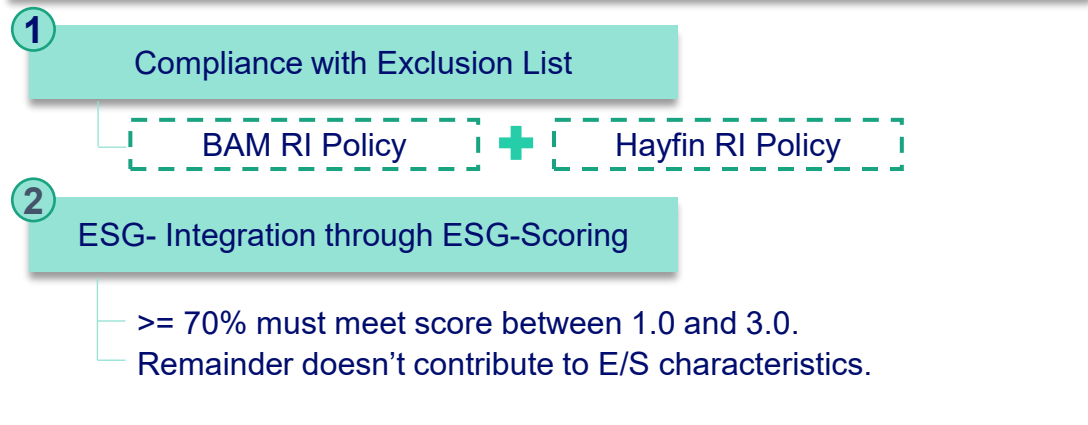 1
Compliance with Exclusion List
BAM RI Policy
Hayfin RI Policy
2
ESG- Integration through ESG-Scoring
>= 70% must meet score between 1.0 and 3.0.
Remainder doesn’t contribute to E/S characteristics.